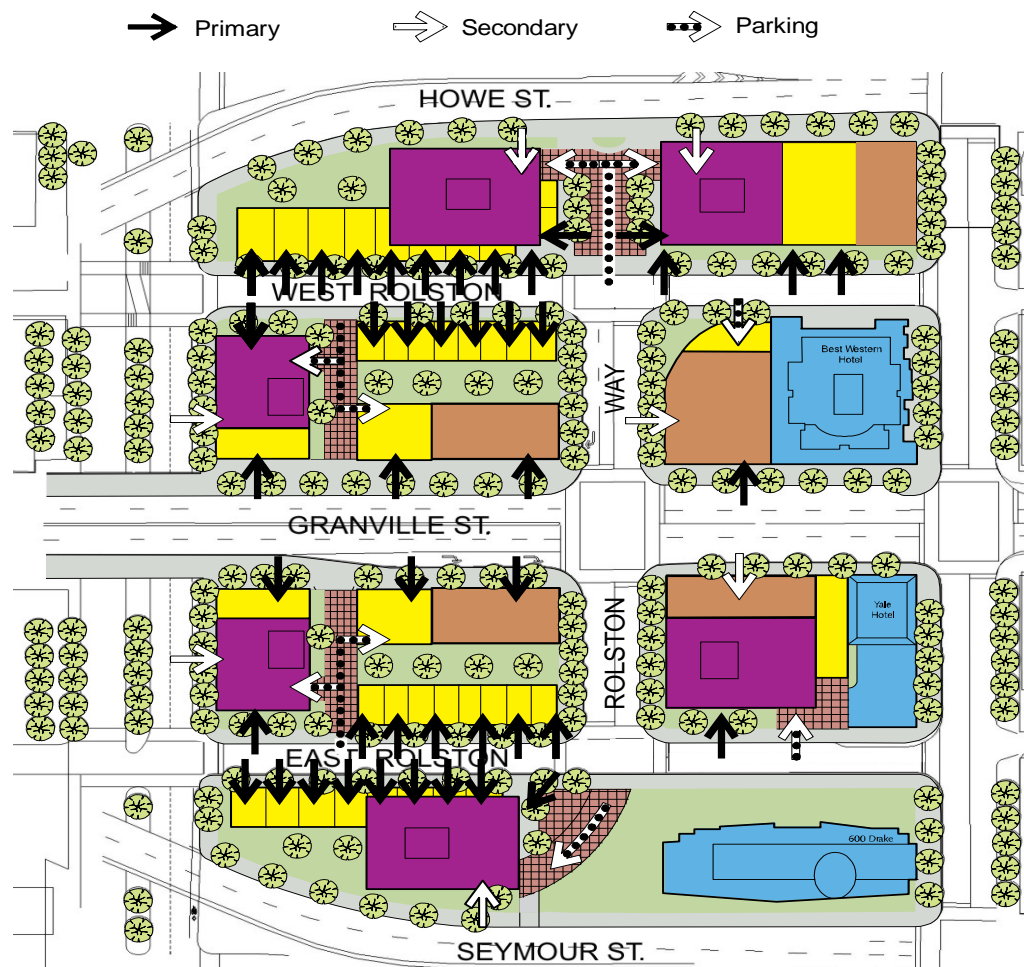 Primary
Secondary
Parking
HOWE ST.
WEST ROLSTON
Best Western
Hotel
WAY
GRANVILLE ST.
ROLSTON
Yale
Hotel
EAST ROLSTON
600 Drake
SEYMOUR ST.